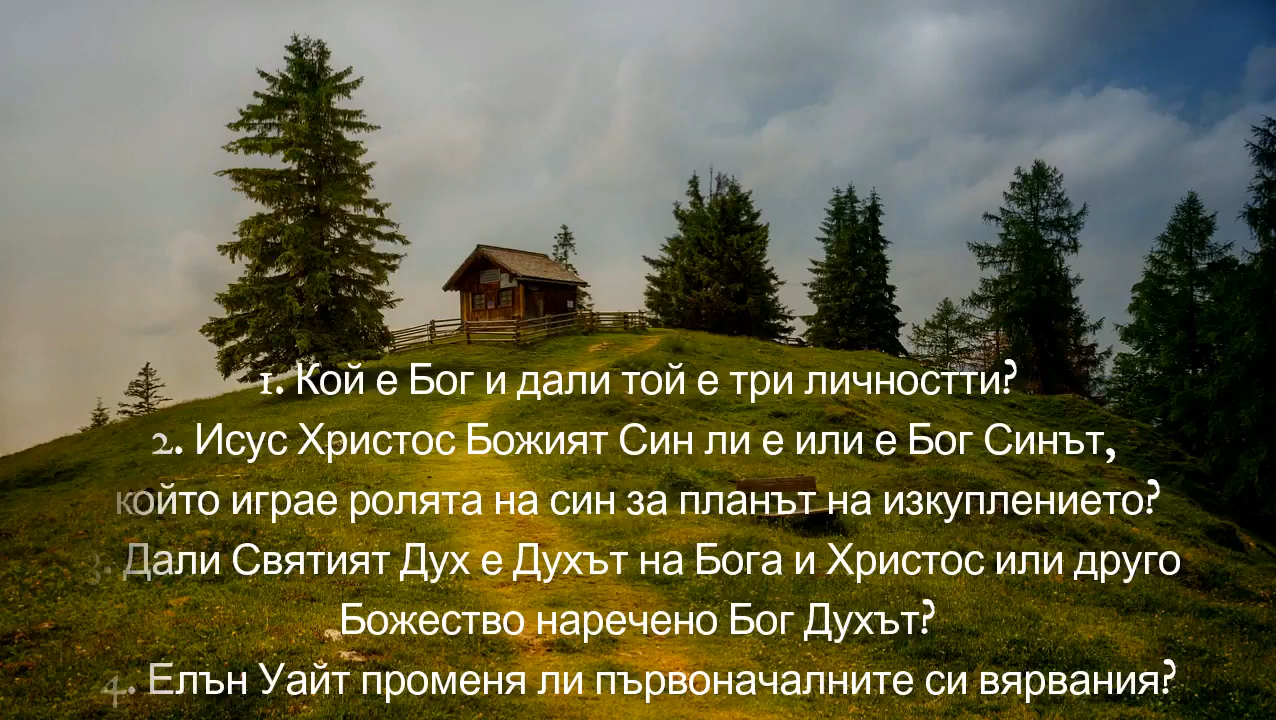 1. Кой е Бог и дали той е три личностти?
2. Исус Христос Божият Син ли е или е Бог Синът,
който играе ролята на син за планът на изкуплението?
3. Дали Святият Дух е Духът на Бога и Христос или друго
Божество наречено Бог Духът?
4. Елън Уайт променя ли първоначалните си вярвания?